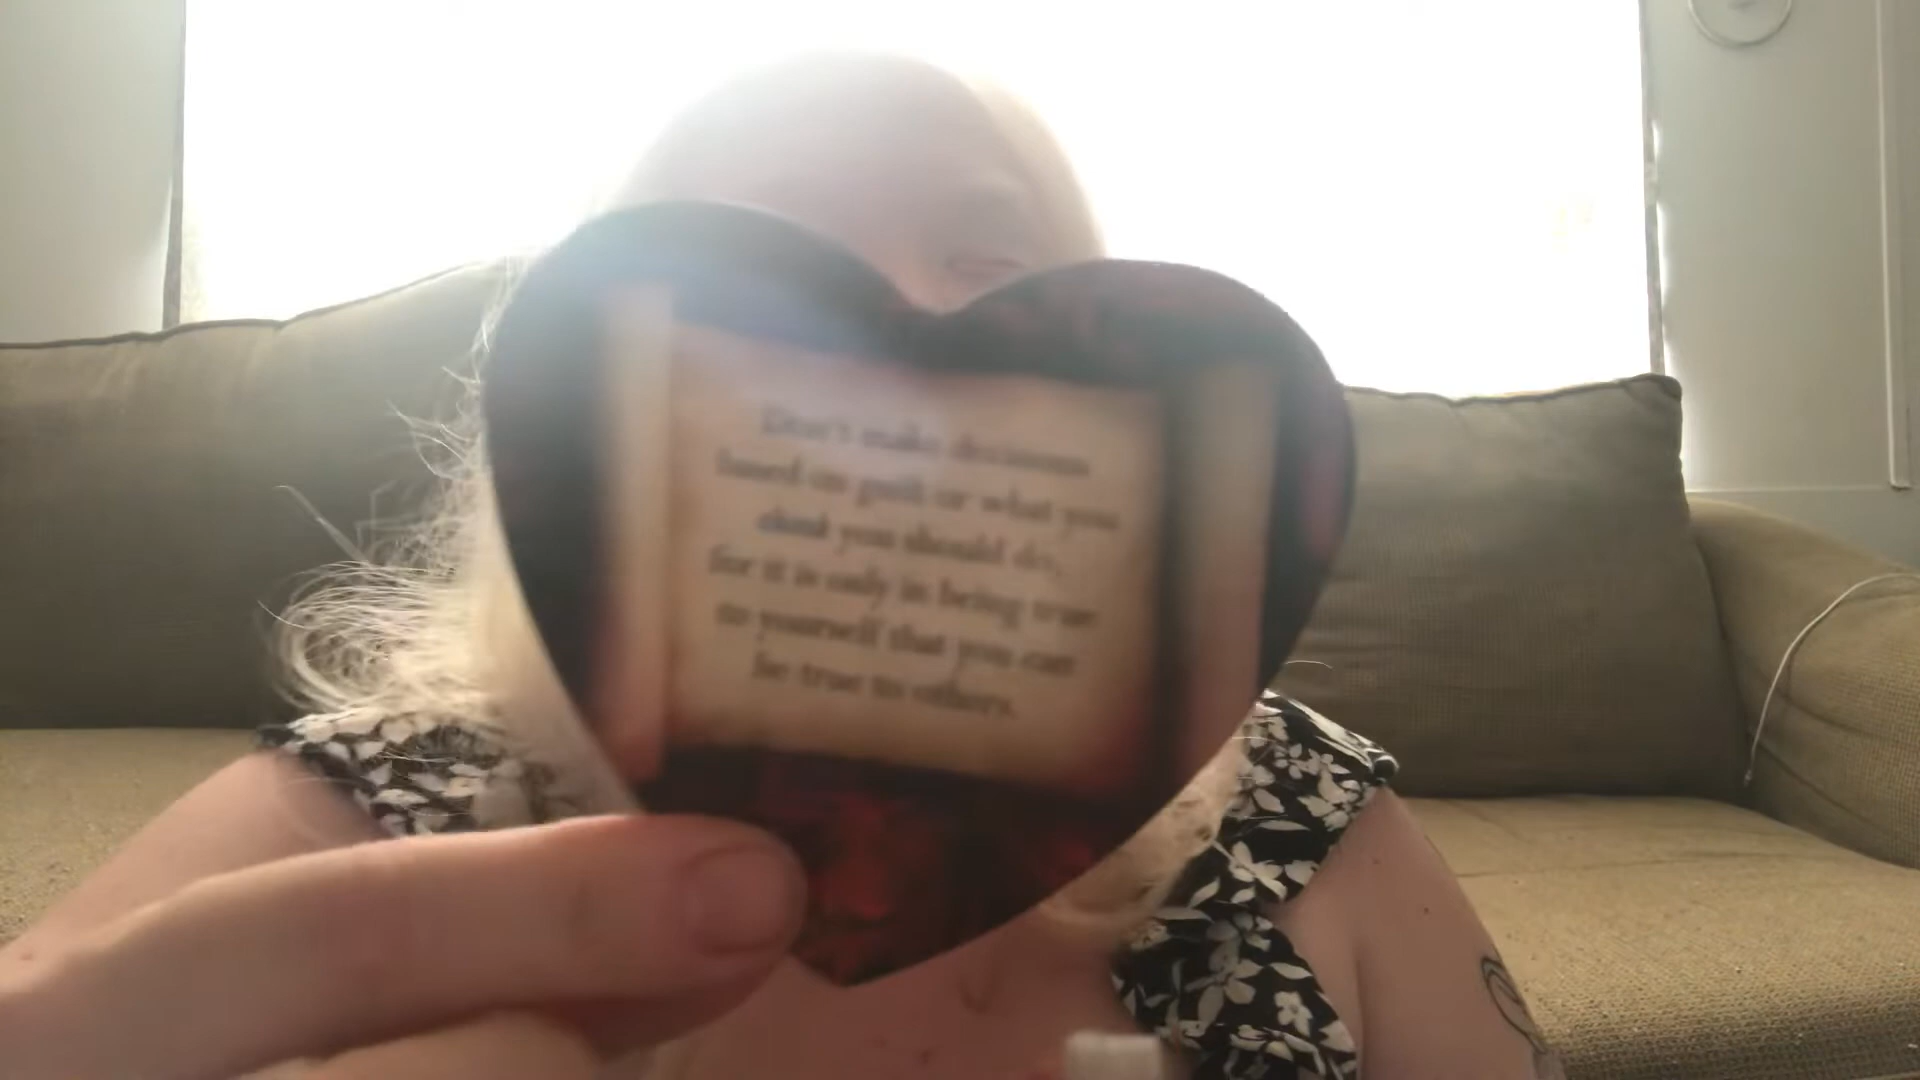 Don't make decisions
based on guilt or what you
think you should do,
for it is only in being true
to yourself that you can
be true to others.